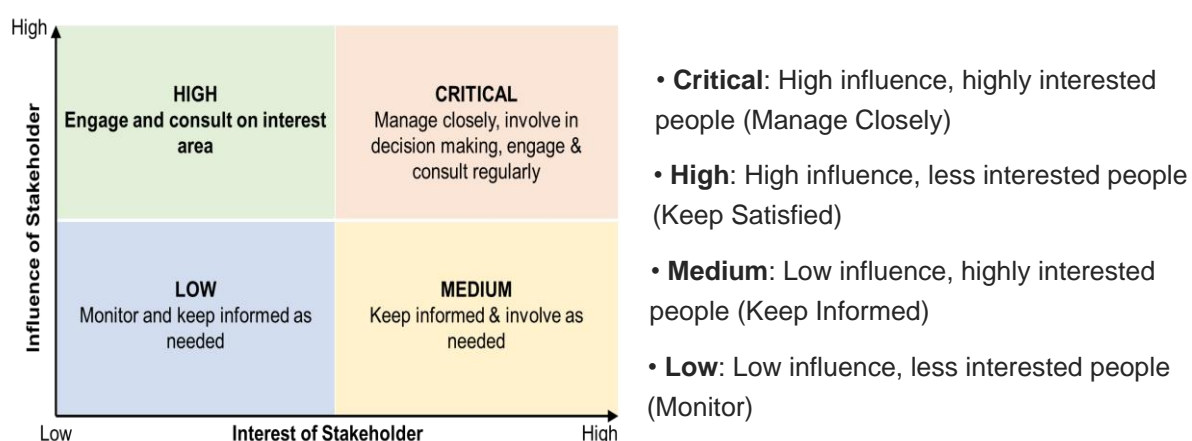 High
Influence of Stakeholder
HIGH
Engage and consult on interest
area
CRITICAL
Manage closely, involve in
decision making, engage &
consult regularly
LOW
Monitor and keep informed as
needed
MEDIUM
Keep informed & involve as
needed
Low
Interest of Stakeholder
High
• Critical: High influence, highly interested
people (Manage Closely)
• High: High influence, less interested people
(Keep Satisfied)
• Medium: Low influence, highly interested
people (Keep Informed)
• Low: Low influence, less interested people
(Monitor)